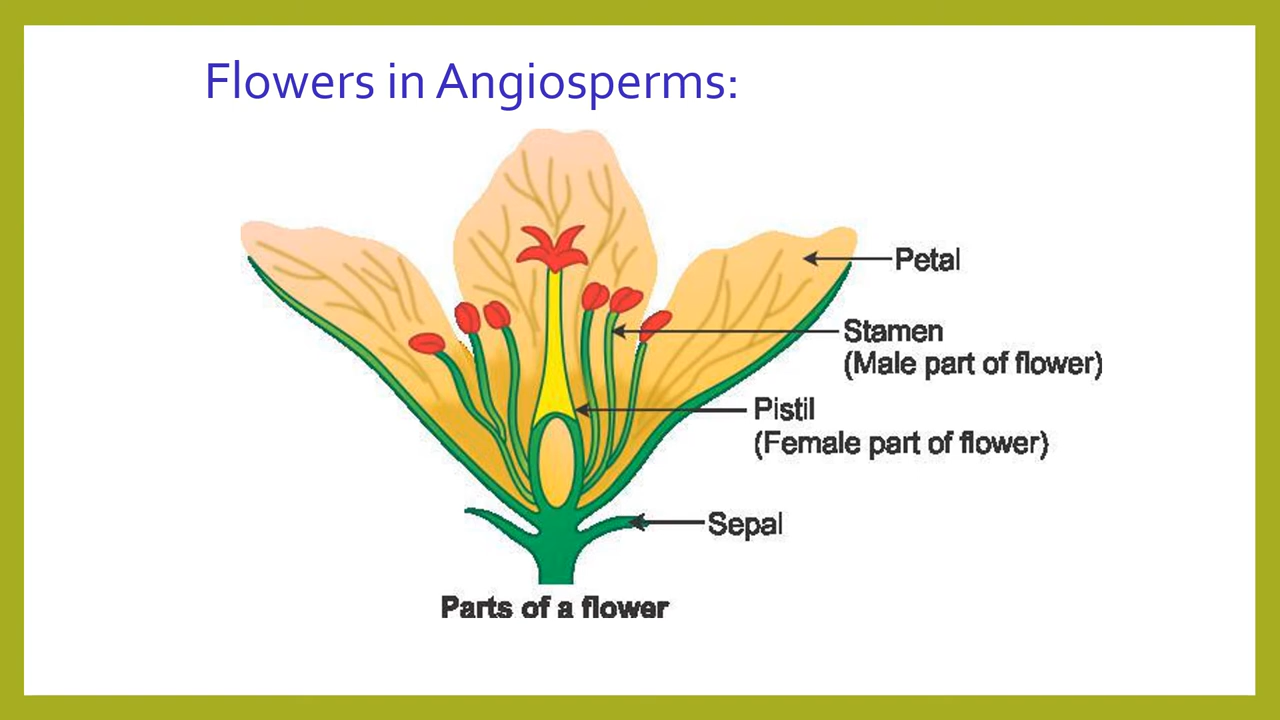 Flowers in Angiosperms:
Petal
Stamen
(Male part of flower)
Pistil
(Female part of flower)
Sepal
Parts of a flower